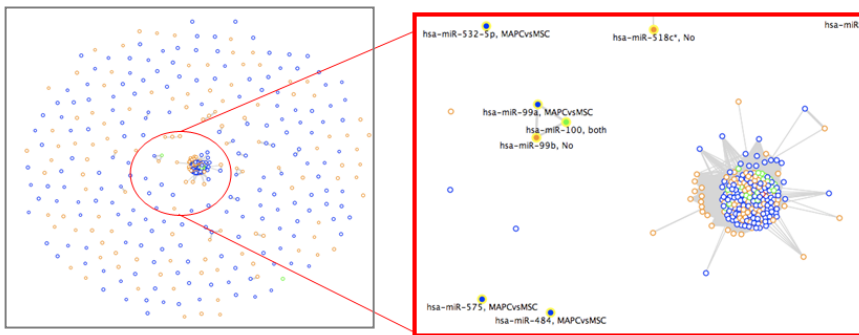 hsa-miR-532-5p, MAPCvsMSC
hsa-miR-518c*, No
hsa-miR
hsa-miR-99a, MAPCvsMSC
hsa-miR-100, both
hsa-miR-99b, No
hsa-miR-575, MAPCvsMSC
hsa-miR-484, MAPCvsMSC